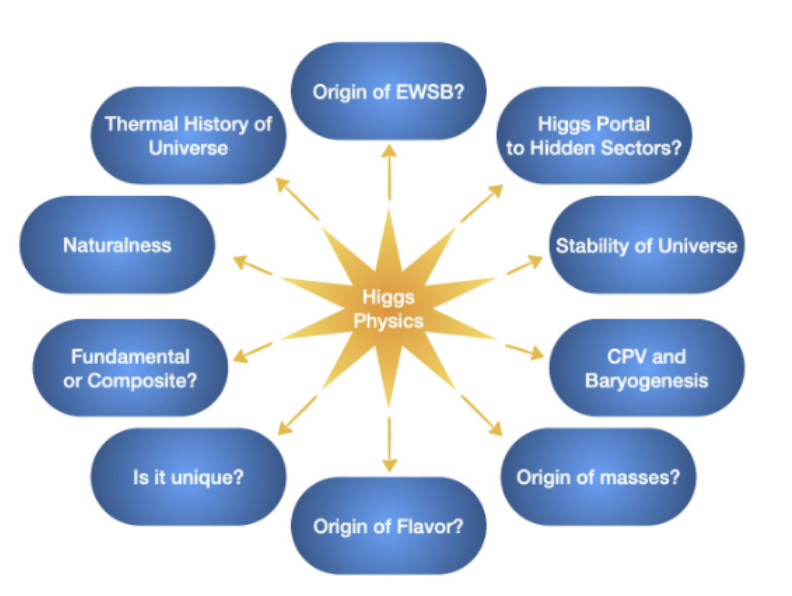 Origin of EWSB?
Thermal History of
Universe
Higgs Portal
to Hidden Sectors?
Naturalness
Stability of Universe
Higgs
Physics
Fundamental
or Composite?
CPV and
Baryogenesis
Is it unique?
Origin of masses?
Origin of Flavor?